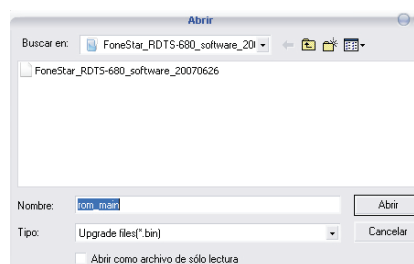 Abrir
Buscar en: FoneStar_RDTS-680_software_20
FoneStar_RDTS-680_software_20070626
Nombre: rom_main Abrir
Tipo: Upgrade files(*.bin) Cancelar
Abrir como archivo de sólo lectura